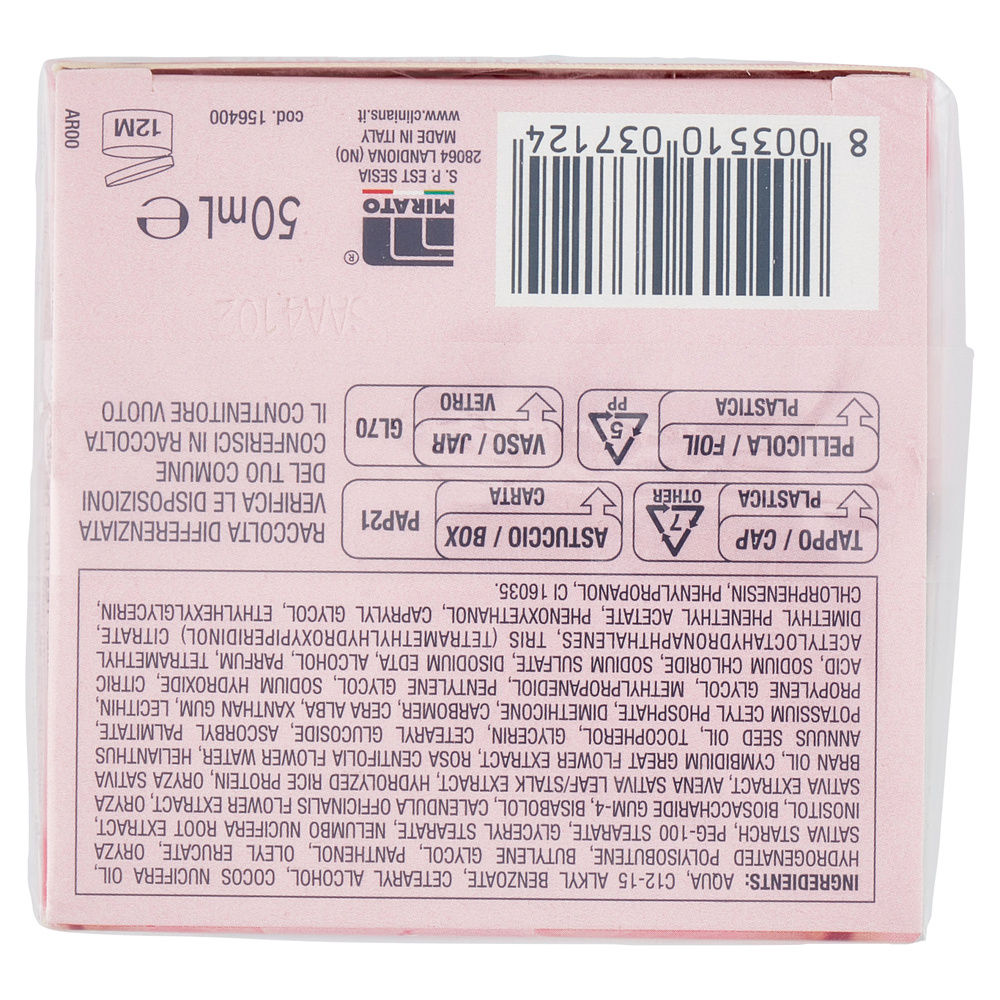 INGREDIENTS: AQUA, C12-15 ALKYL BENZOATE, CETEARYL ALCOHOL, COCOS NUCIFERA OIL,
HYDROGENATED POLYISOBUTENE, BUTYLENE GLYCOL, PANTHENOL, OLEYL ERUCATE, ORYZA
SATIVA STARCH, PEG-100 STEARATE, GLYCERYL STEARATE, NELUMBO NUCIFERA ROOT EXTRACT,
INOSITOL, BIOSACCHARIDE GUM-4, BISABOLOL, CALENDULA OFFICINALIS FLOWER EXTRACT, ORYZA
SATIVA EXTRACT, AVENA SATIVA LEAF/STALK EXTRACT, HYDROLYZED RICE PROTEIN, ORYZA SATIVA
BRAN OIL, CYMBIDIUM GREAT FLOWER EXTRACT, ROSA CENTIFOLIA FLOWER WATER, HELIANTHUS
ANNUUS SEED OIL, TOCOPHEROL, GLYCERIN, CETEARYL GLUCOSIDE, ASCORBYL PALMITATE,
POTASSIUM CETYL PHOSPHATE, DIMETHICONE, CARBOMER, CERA ALBA, XANTHAN GUM, LECITHIN,
PROPYLENE GLYCOL, METHYLPROPANEDIOL, PENTYLENE GLYCOL, SODIUM HYDROXIDE, CITRIC
ACID, SODIUM CHLORIDE, SODIUM SULFATE, DISODIUM EDTA, ALCOHOL, PARFUM, TETRAMETHYL
ACETYLOCTAHYDRONAPHTHALENES, TRIS (TETRAMETHYLHYDROXYPIPERIDINOL) CITRATE,
DIMETHYL PHENETHYL ACETATE, PHENOXYETHANOL, CAPRYLYL GLYCOL, ETHYLHEXYLGLYCERIN,
CHLORPHENESIN, PHENYLPROPANOL, CI 16035.
TAPPO / CAP
PLASTICA
7
OTHER
ASTUCCIO / BOX
CARTA
PAP21
PELLICOLA / FOIL
PLASTICA
5
PP
VASO / JAR
VETRO
GL70
RACCOLTA DIFFERENZIATA
VERIFICA LE DISPOSIZIONI
DEL TUO COMUNE
CONFERISCI IN RACCOLTA
IL CONTENITORE VUOTO
8 003510 037124
®
MIRATO
S. P. EST SESIA
28064 LANDIONA (NO)
MADE IN ITALY
www.clinians.it
50mL e
12M
cod. 156400
AR00